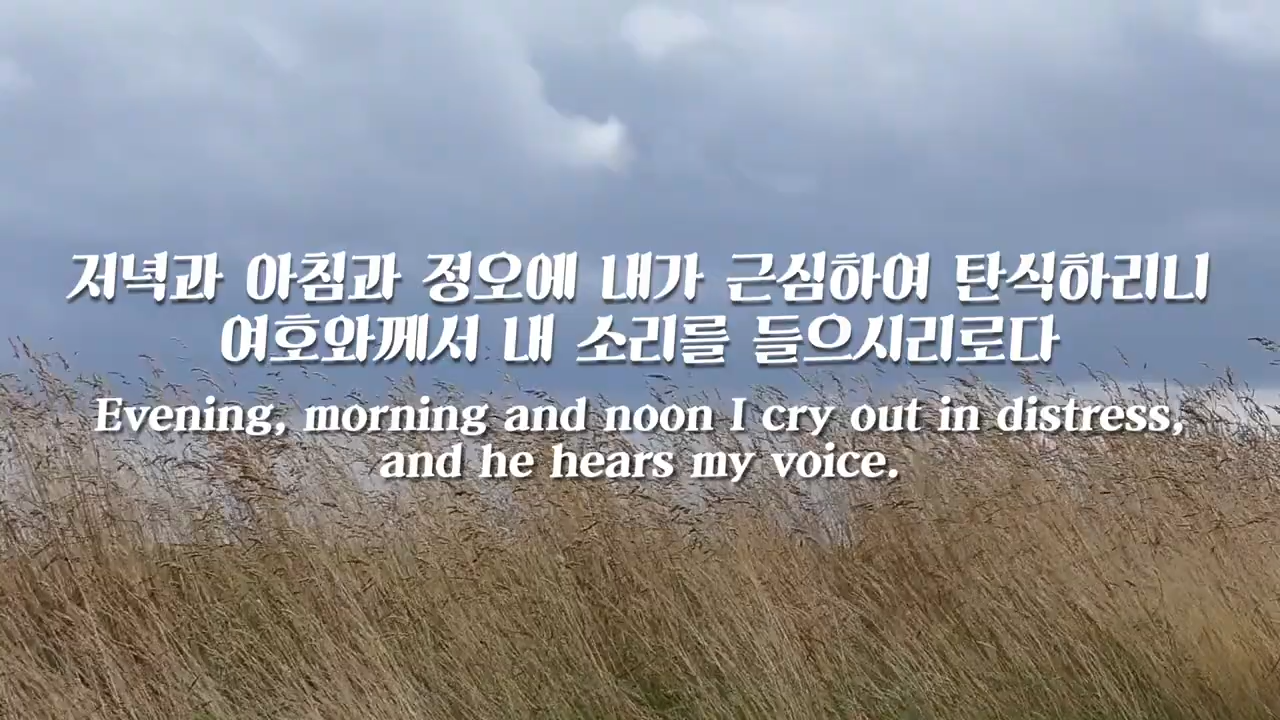 저녁과 아침과 정오에 내가 근심하여 탄식하리니
여호와께서 내 소리를 들으시리로다
Evening, morning and noon I cry out in distress,
and he hears my voice.